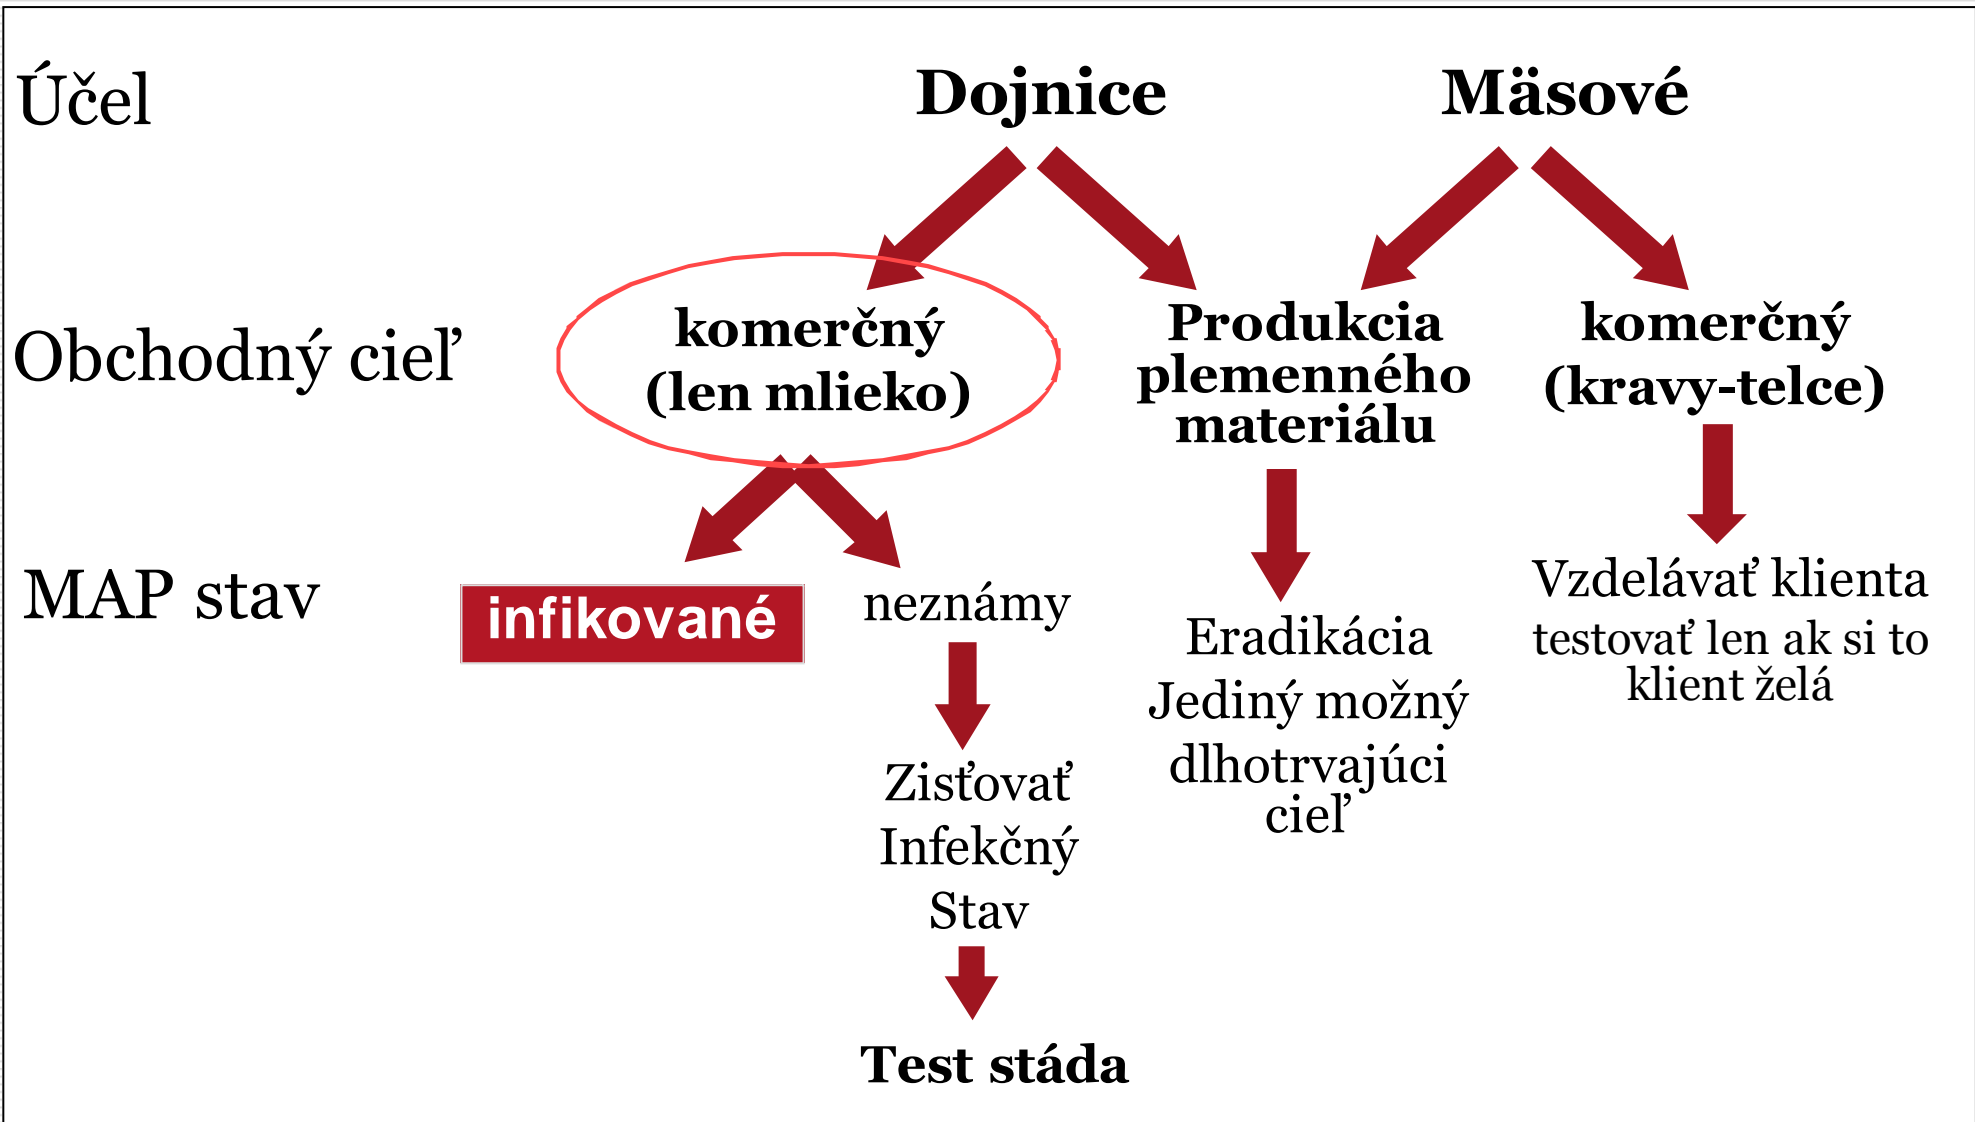 Účel
Dojnice
Mäsové
Obchodný cieľ
komerčný
(len mlieko)
Produkcia
plemenného
materiálu
komerčný
(kravy-telce)
MAP stav
infikované
neznámy
Zisťovať
Infekčný
Stav
Test stáda
Eradikácia
Jediný možný
dlhotrvajúci
cieľ
Vzdelávať klienta
testovať len ak si to
klient želá